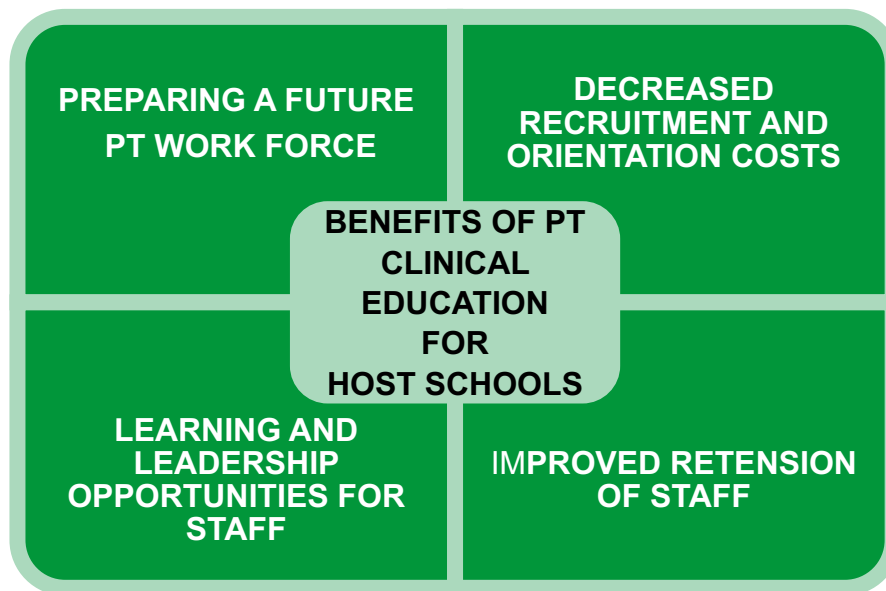 PREPARING A FUTURE
PT WORK FORCE
DECREASED
RECRUITMENT AND
ORIENTATION COSTS
BENEFITS OF PT
CLINICAL
EDUCATION
FOR
HOST SCHOOLS
LEARNING AND
LEADERSHIP
OPPORTUNITIES FOR
STAFF
IMPROVED RETENSION
OF STAFF